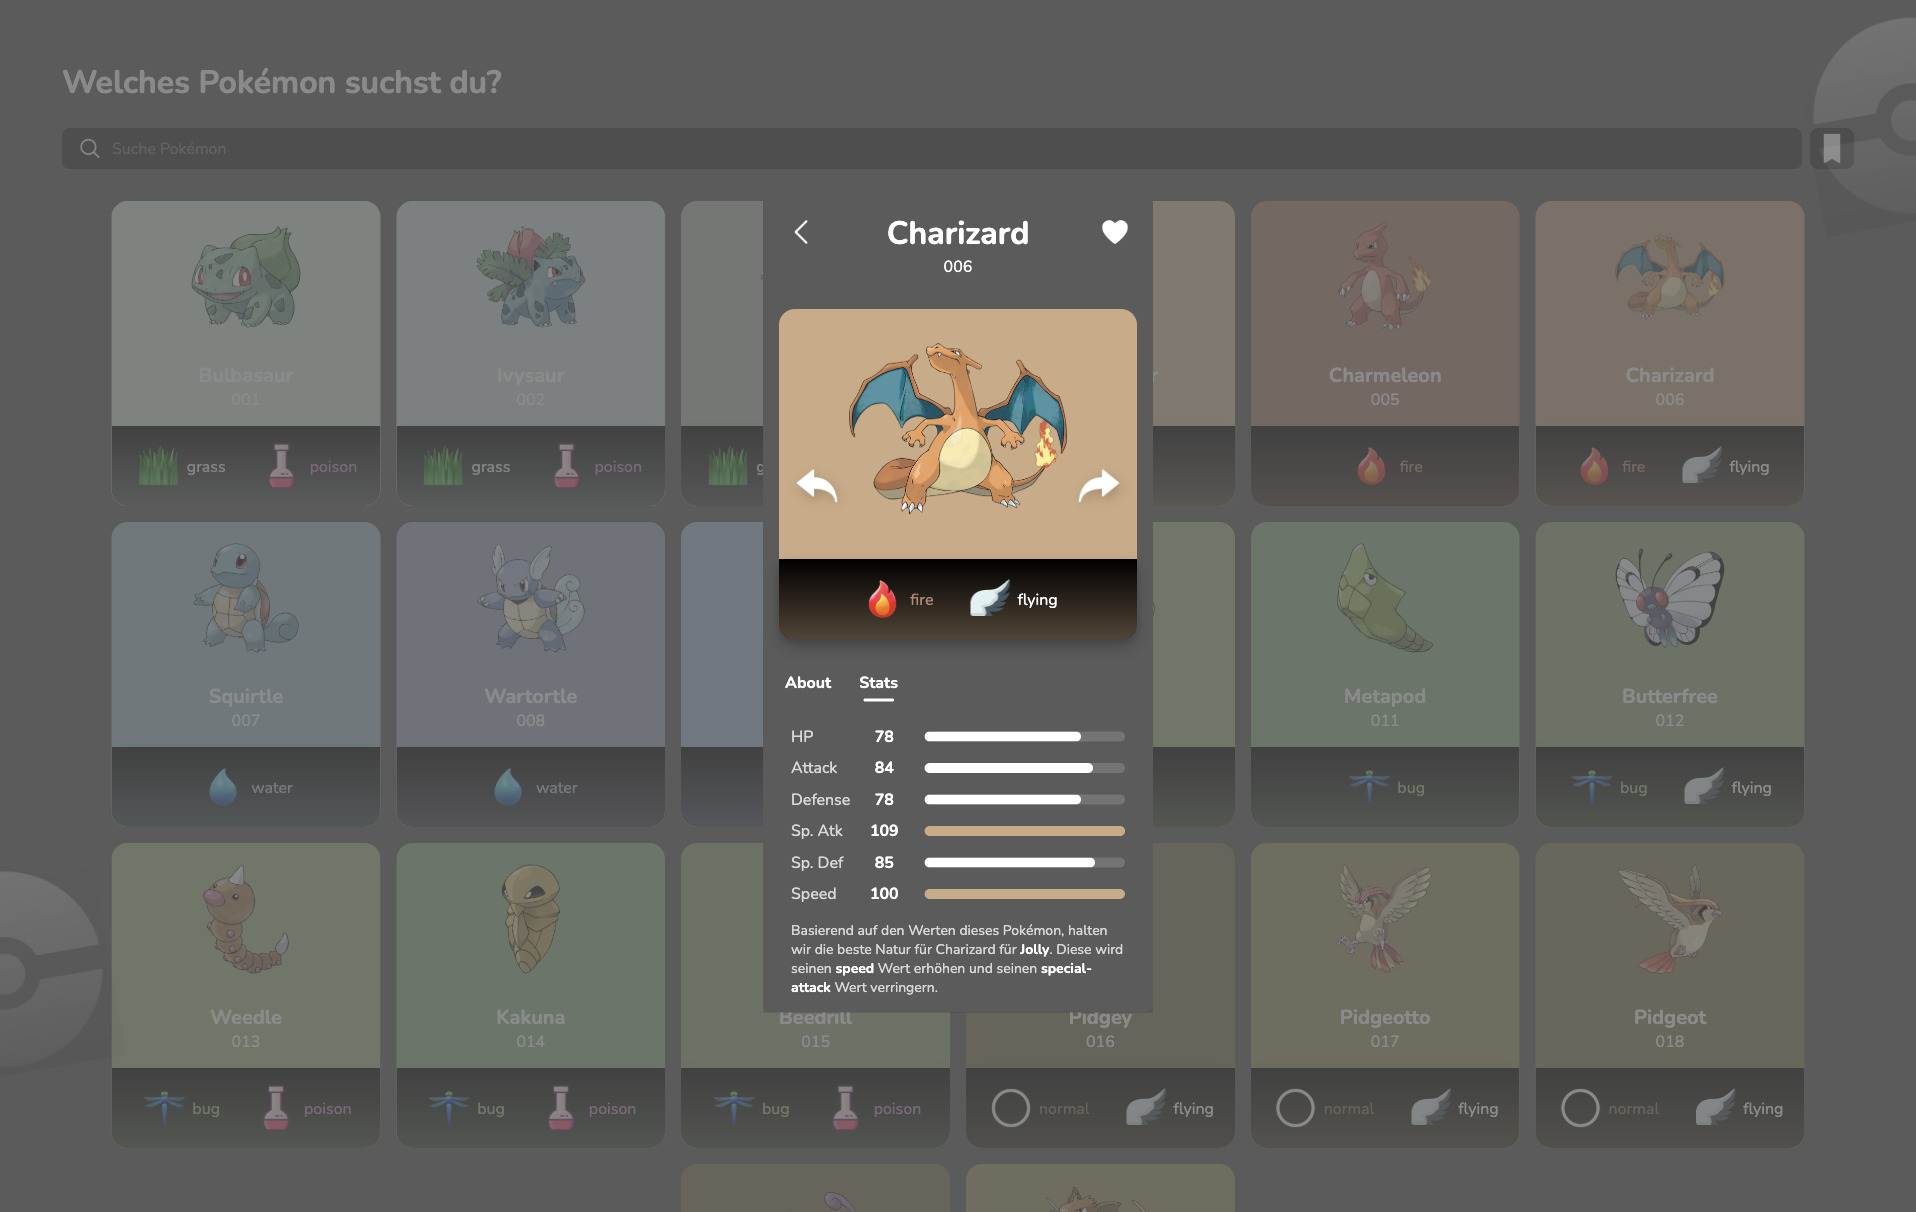 Welches Pokémon suchst du?
Suche Pokémon
Bulbasaur
001
grass poison
Ivysaur
002
grass poison
Charmeleon
005
fire
Charizard
006
fire flying
Squirtle
007
water
Wartortle
008
water
Metapod
011
bug
Butterfree
012
bug flying
Weedle
013
bug poison
Kakuna
014
bug poison
Beedrill
015
bug poison
Pidgey
016
normal flying
Pidgeotto
017
normal flying
Pidgeot
018
normal flying
Charizard
006
fire flying
About Stats
HP 78
Attack 84
Defense 78
Sp. Atk 109
Sp. Def 85
Speed 100
Basierend auf den Werten dieses Pokémon, halten
wir die beste Natur für Charizard für Jolly. Diese wird
seinen speed Wert erhöhen und seinen special-
attack Wert verringern.